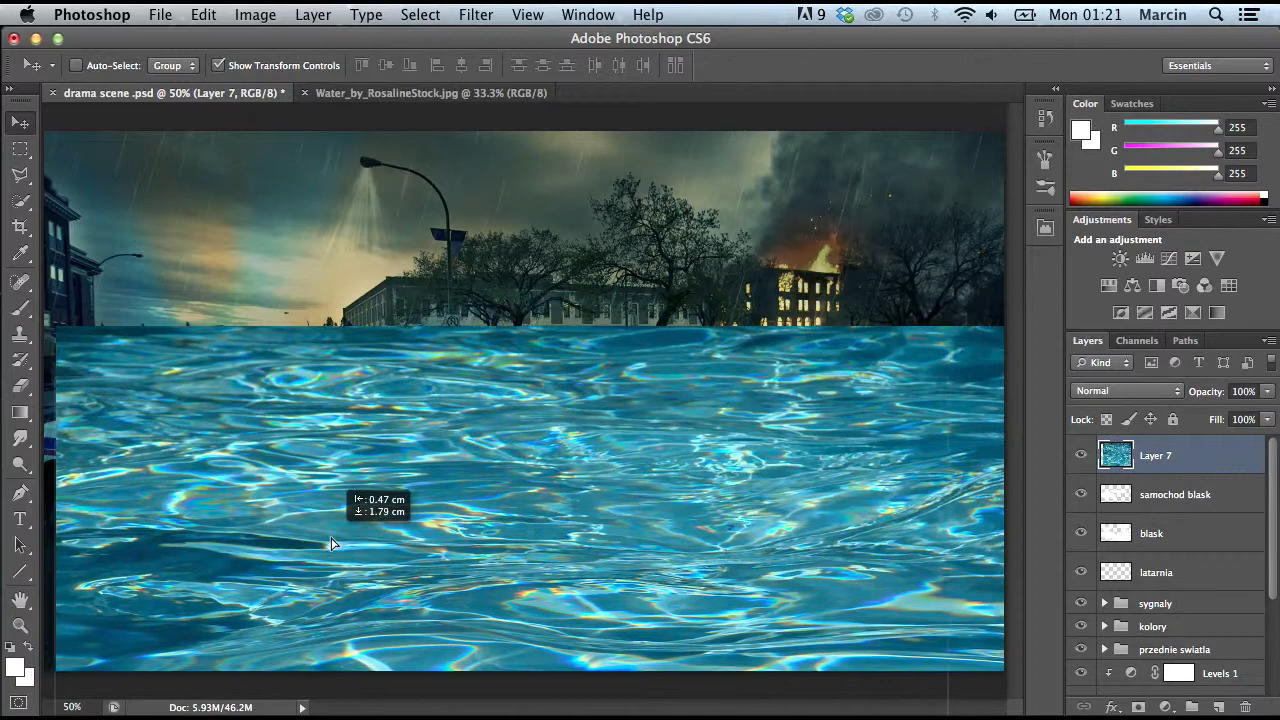 Photoshop File Edit Image Layer Type Select Filter View Window Help 9 Mon 01:21 Marcin
Adobe Photoshop CS6
Auto-Select: Group Show Transform Controls Essentials
× drama scene .psd @ 50% (Layer 7, RGB/8) * × Water_by_RosalineStock.jpg @ 33.3% (RGB/8)
Color Swatches
R 255
G 255
B 255
Adjustments Styles
Add an adjustment
Layers Channels Paths
Kind
Normal Opacity: 100%
Lock: Fill: 100%
Layer 7
samochod blask
blask
latarnia
sygnaly
kolory
przednie swiatla
Levels 1
: 0.47 cm
: 1.79 cm
50% Doc: 5.93M/46.2M